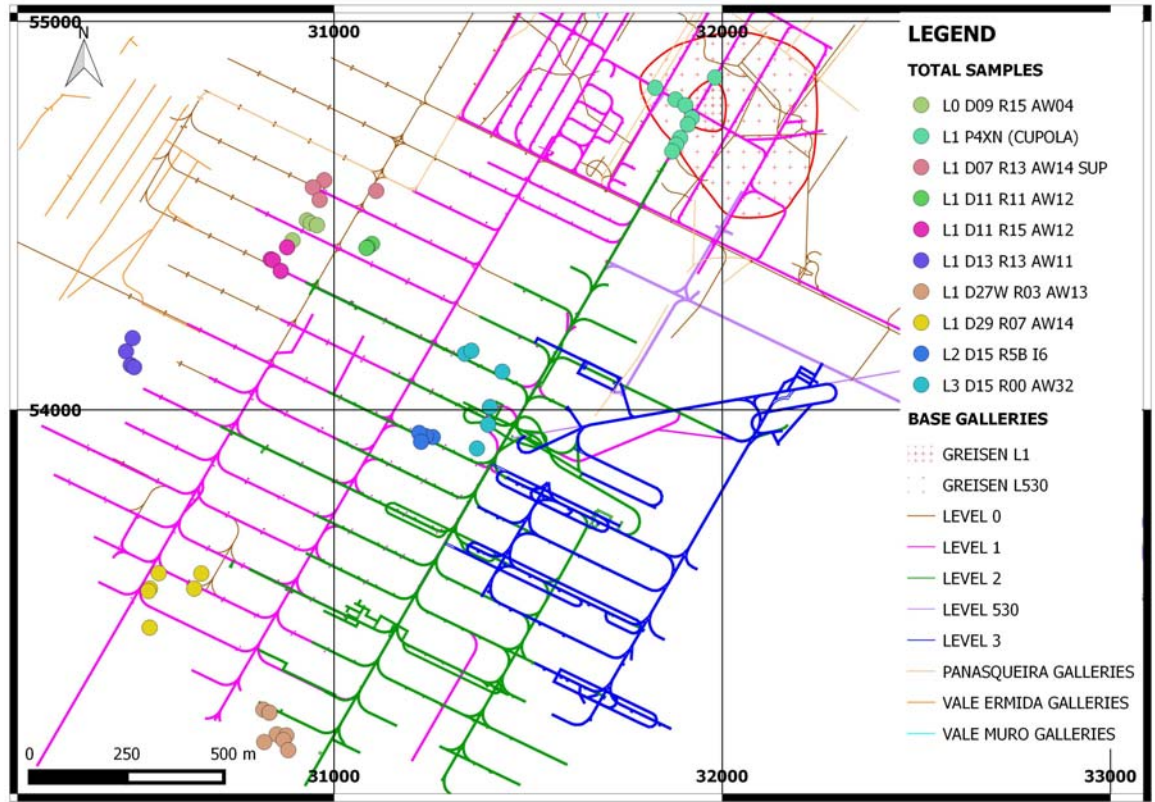 55000
31000
32000
N
54000
0
250
500 m
31000
32000
33000
LEGEND
TOTAL SAMPLES
L0 D09 R15 AW04
L1 P4XN (CUPOLA)
L1 D07 R13 AW14 SUP
L1 D11 R11 AW12
L1 D11 R15 AW12
L1 D13 R13 AW11
L1 D27W R03 AW13
L1 D29 R07 AW14
L2 D15 R5B I6
L3 D15 R00 AW32
BASE GALLERIES
GREISEN L1
GREISEN L530
LEVEL 0
LEVEL 1
LEVEL 2
LEVEL 530
LEVEL 3
PANASQUEIRA GALLERIES
VALE ERMIDA GALLERIES
VALE MURO GALLERIES